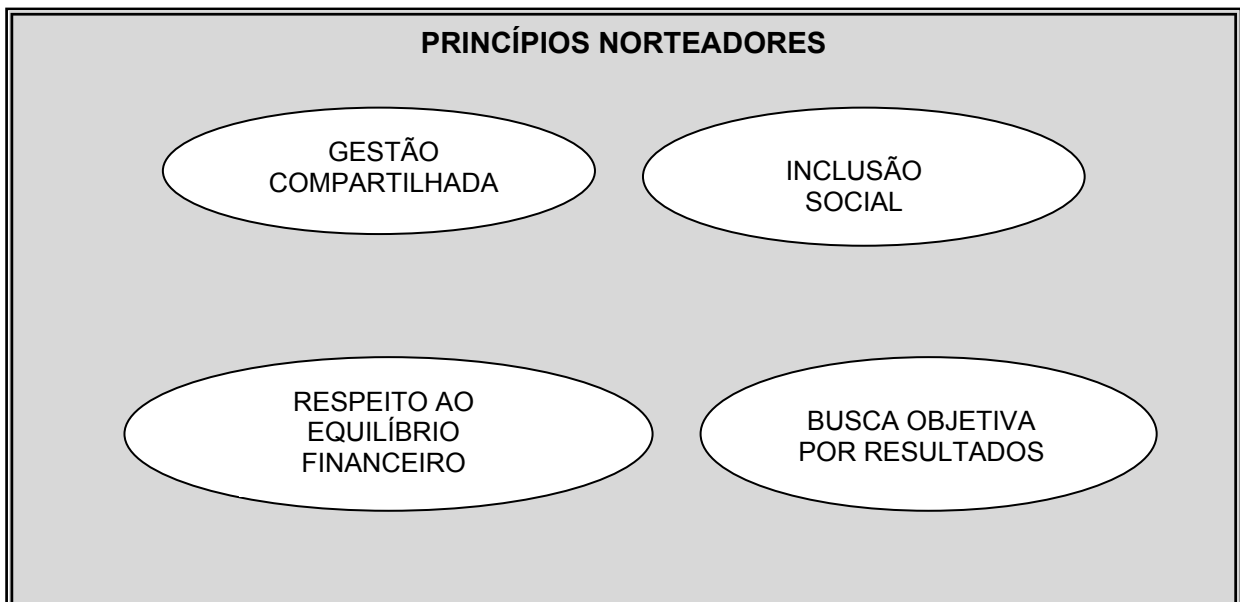 PRINCÍPIOS NORTEADORES
GESTÃO
COMPARTILHADA
INCLUSÃO
SOCIAL
RESPEITO AO
EQUILÍBRIO
FINANCEIRO
BUSCA OBJETIVA
POR RESULTADOS